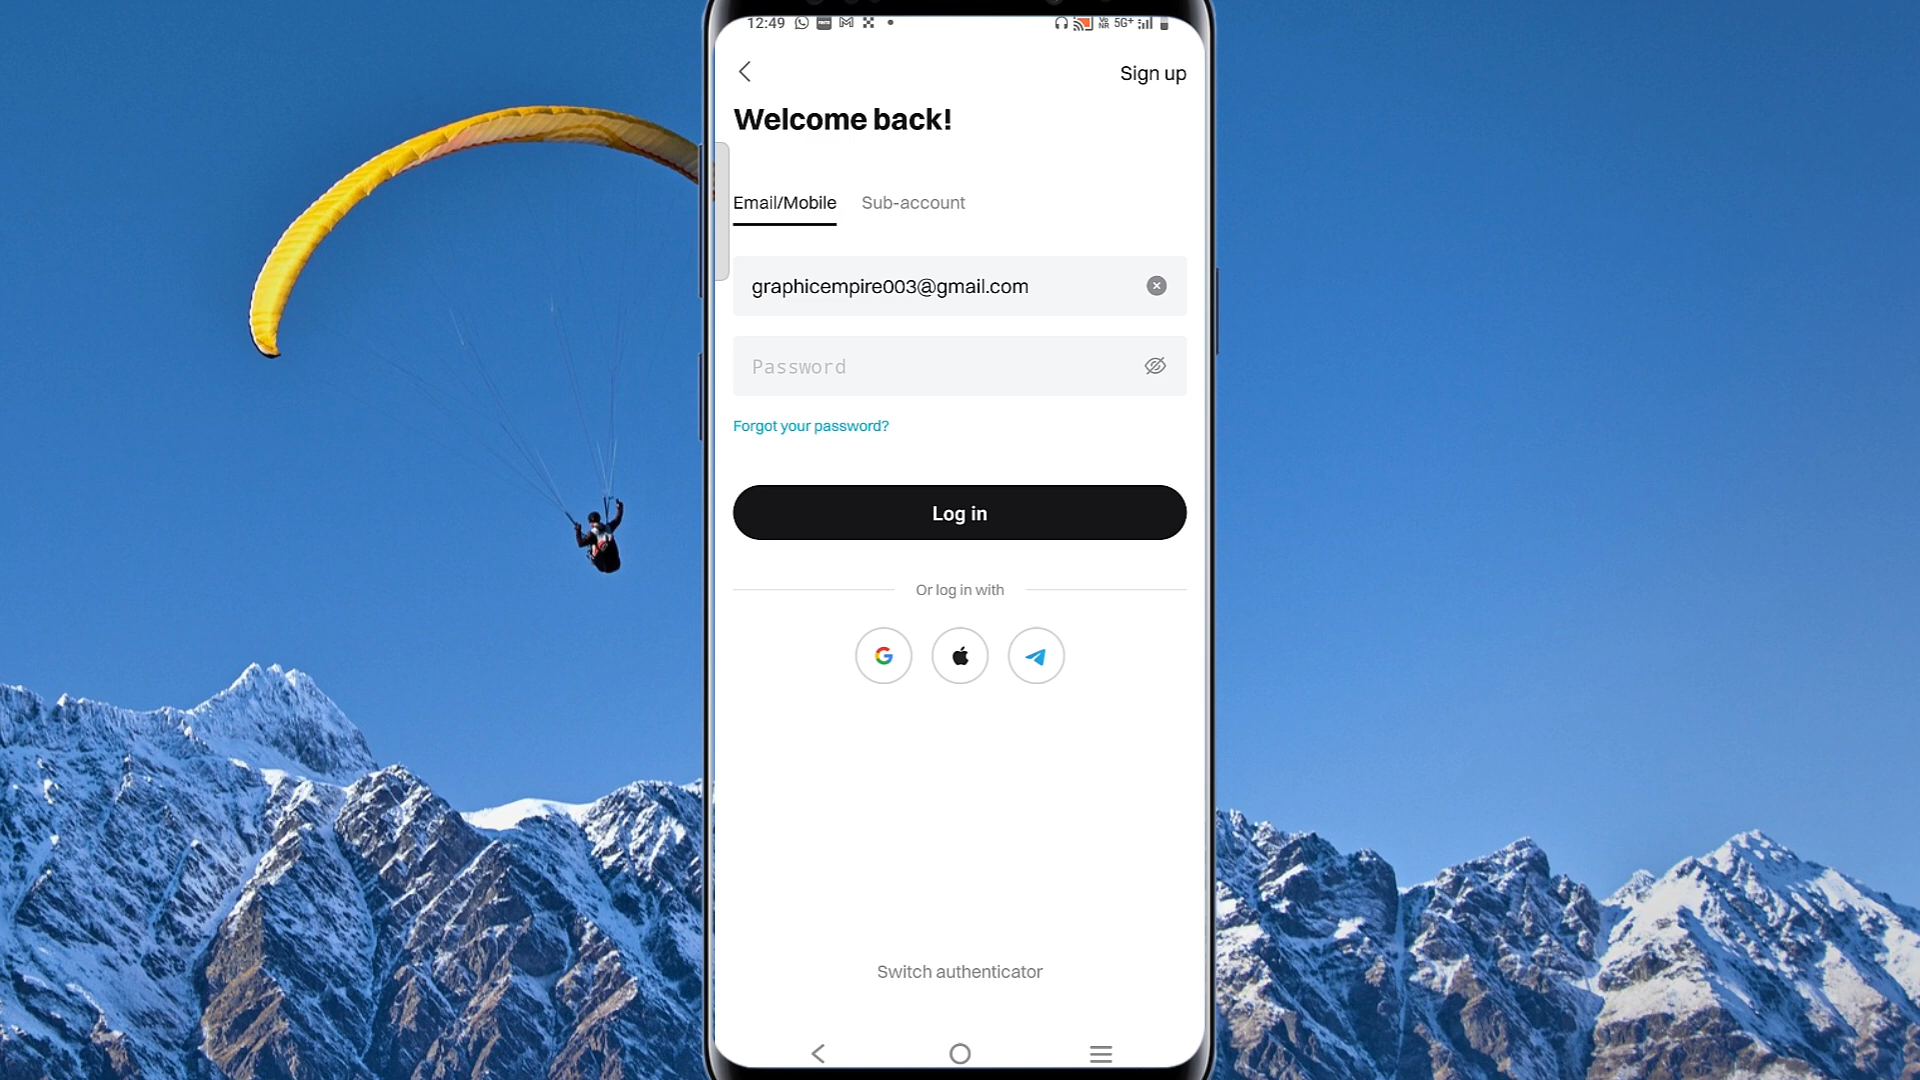 12:49 5G+
Sign up
Welcome back!
Email/Mobile Sub-account
graphicempire003@gmail.com
Password
Forgot your password?
Log in
Or log in with
G
Switch authenticator